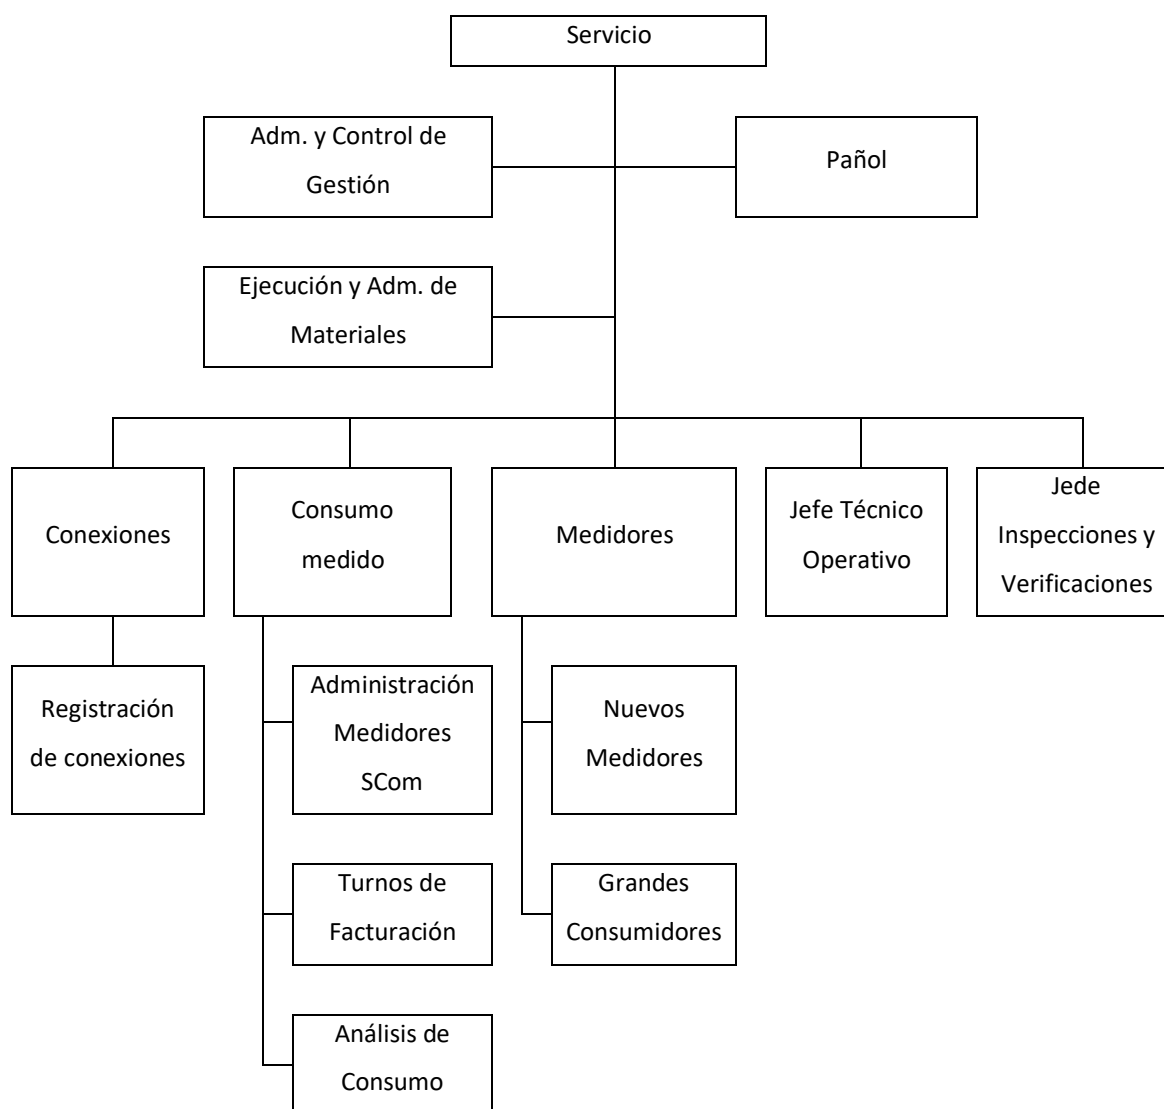 Servicio
Adm. y Control de
Gestión
Pañol
Ejecución y Adm. de
Materiales
Conexiones
Consumo
medido
Medidores
Jefe Técnico
Operativo
Jede
Inspecciones y
Verificaciones
Registración
de conexiones
Administración
Medidores
SCom
Nuevos
Medidores
Turnos de
Facturación
Grandes
Consumidores
Análisis de
Consumo